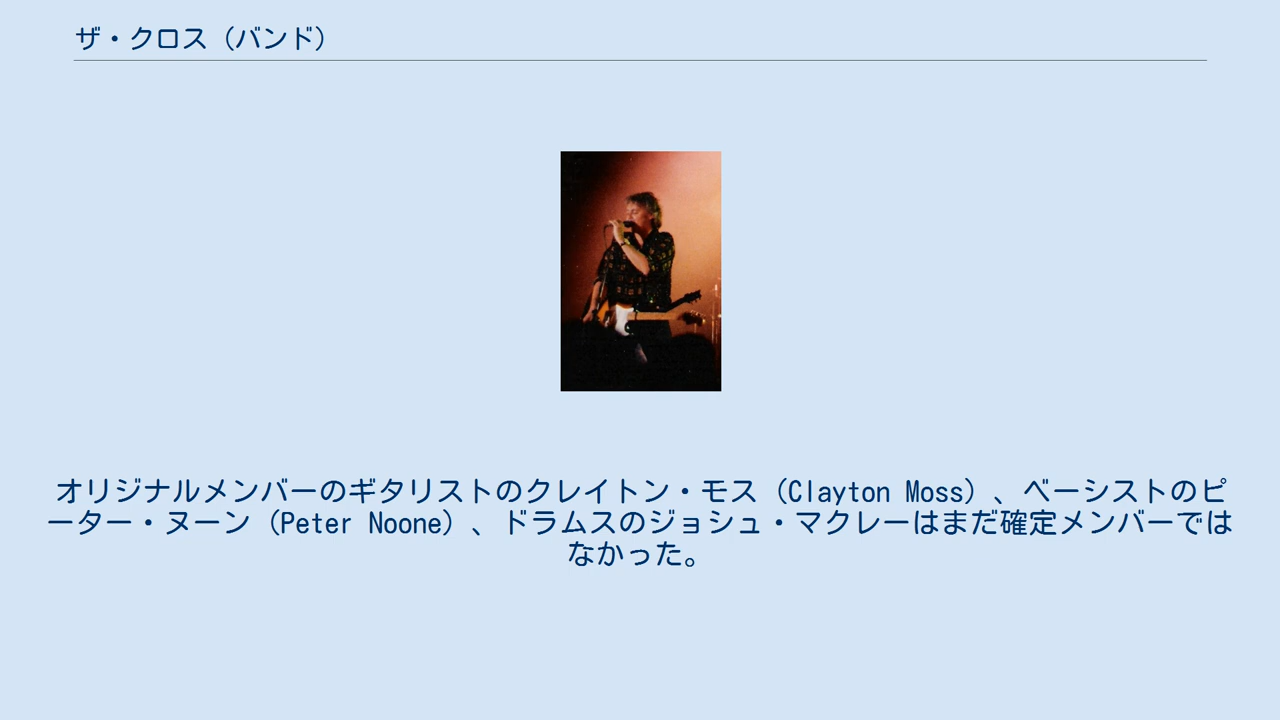 ザ・クロス（バンド）
オリジナルメンバーのギタリストのクレイトン・モス（Clayton Moss）、ベーシストのピ
ーター・ヌーン（Peter Noone）、ドラムスのジョシュ・マクレーはまだ確定メンバーでは
なかった。